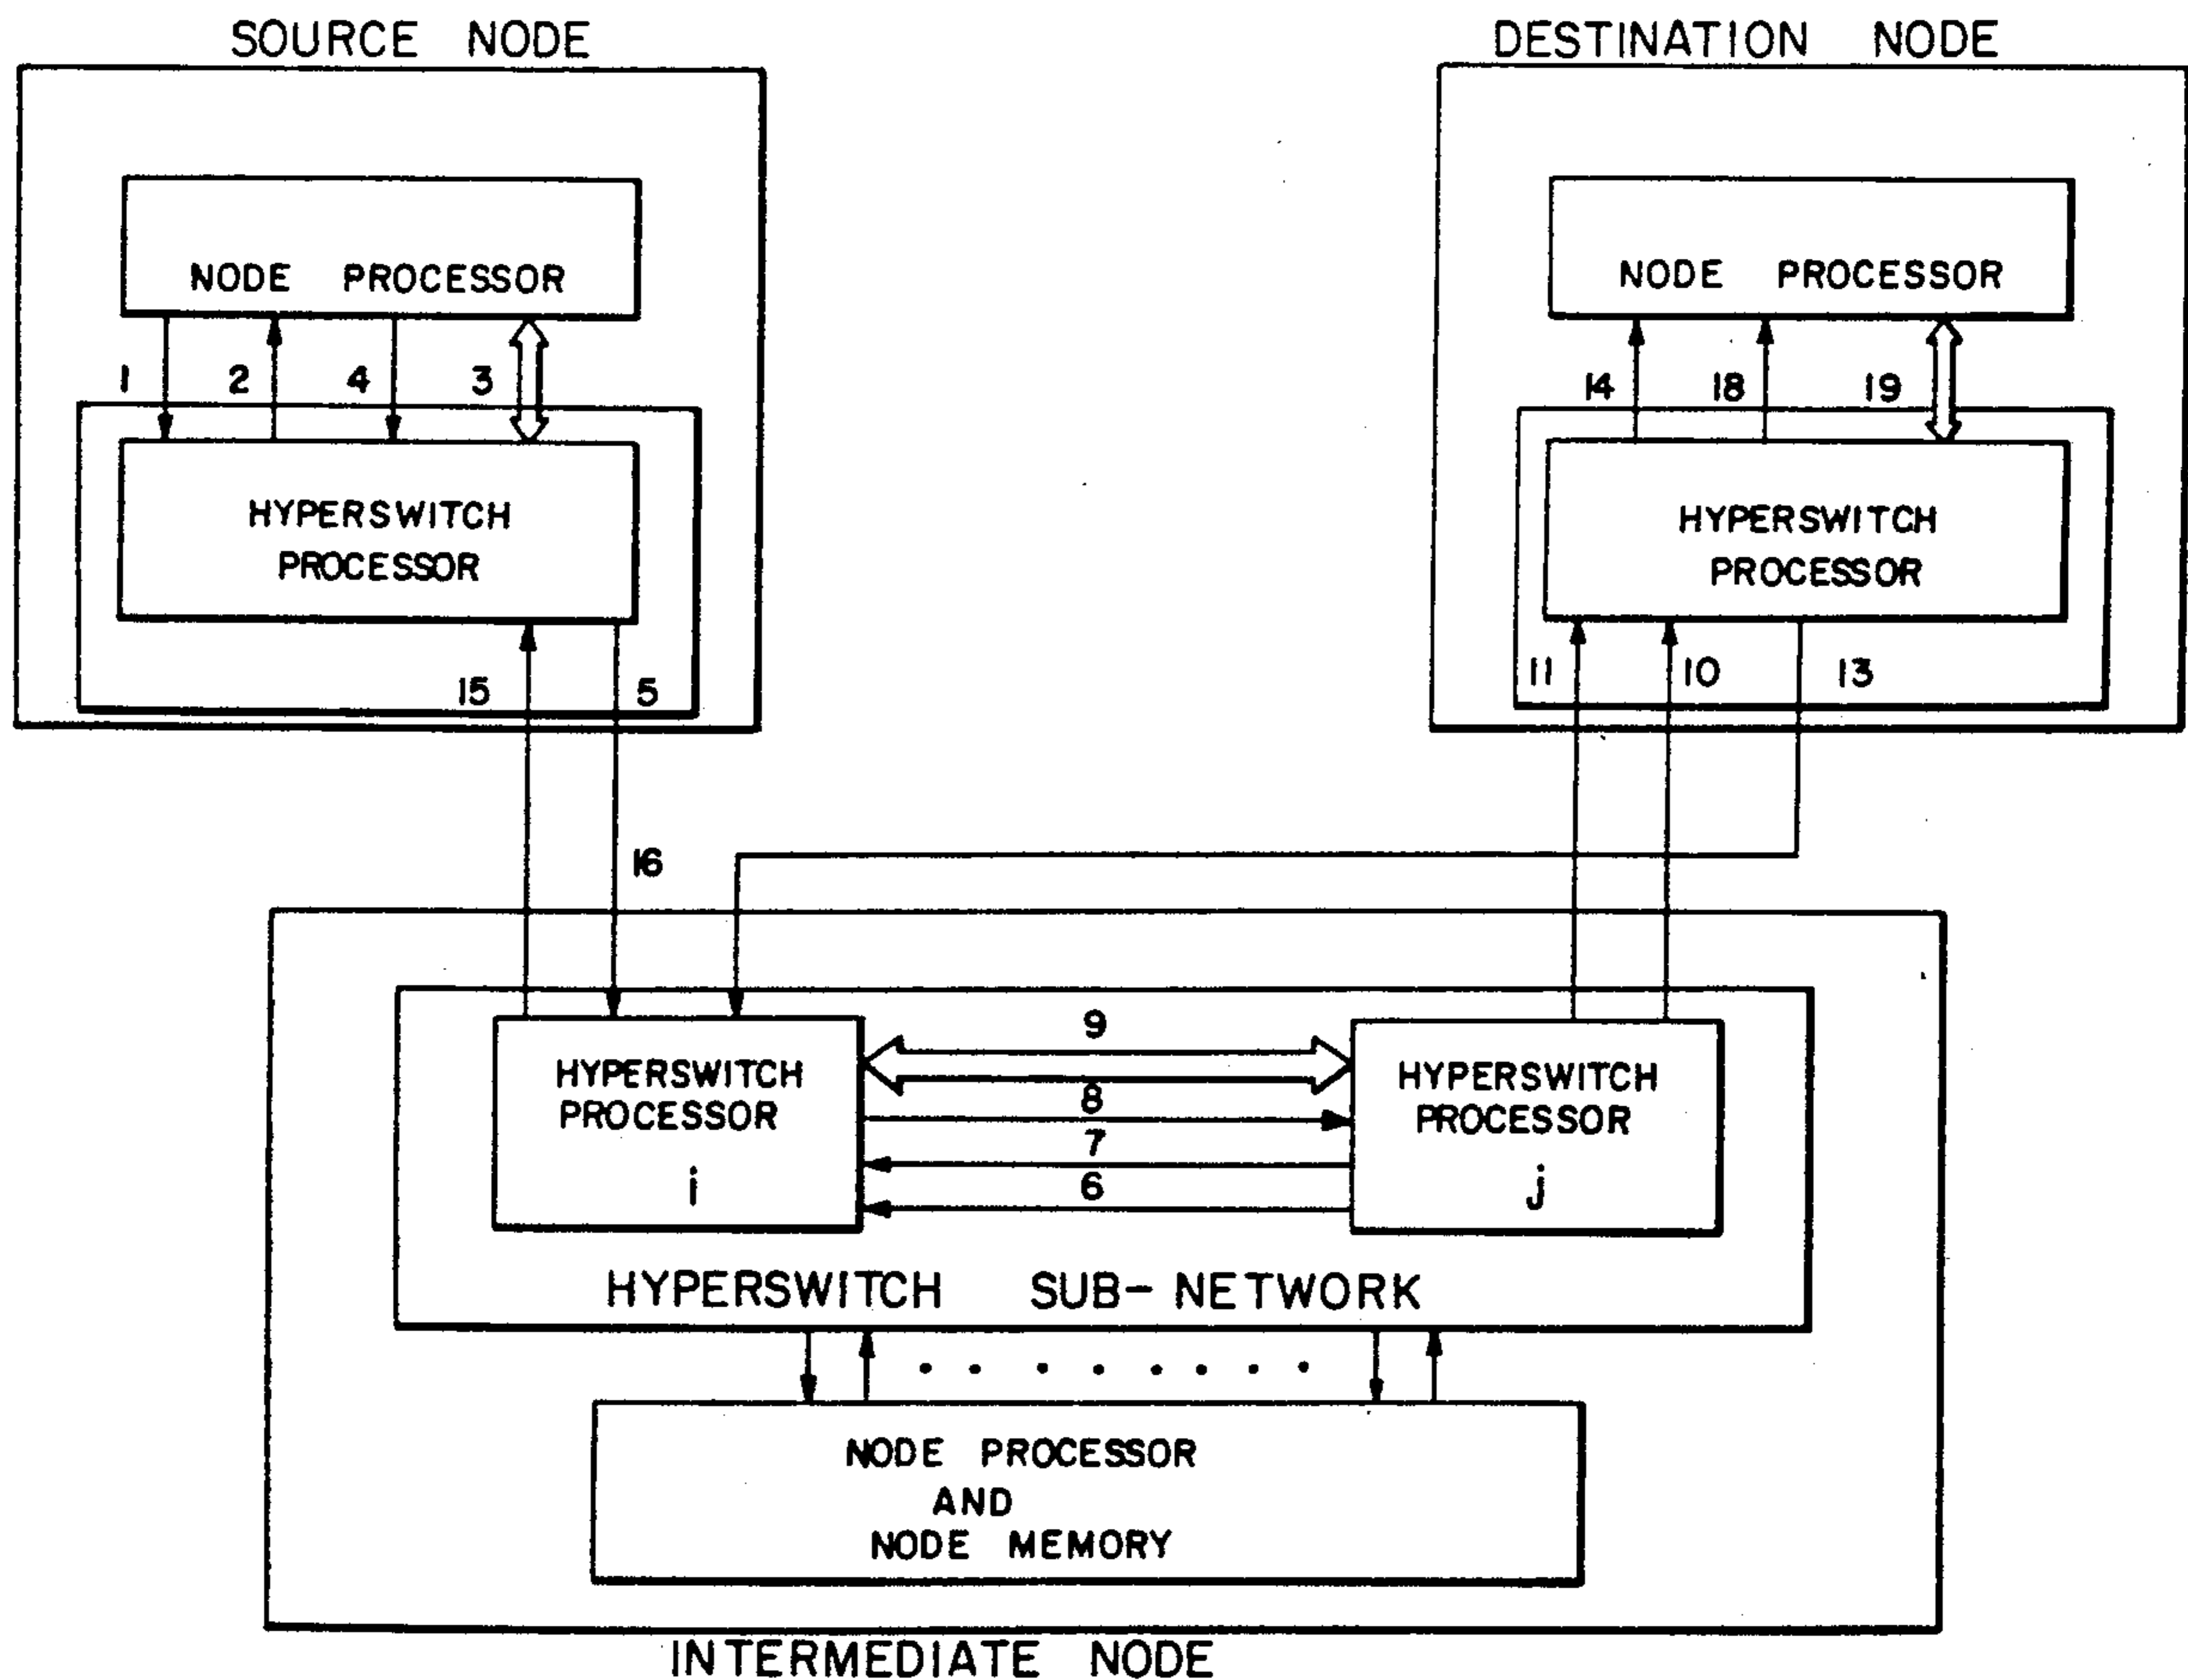 SOURCE NODE
DESTINATION NODE
NODE PROCESSOR
NODE PROCESSOR
1 2 4 3
14 18 19
HYPERSWITCH
PROCESSOR
HYPERSWITCH
PROCESSOR
15 5
11 10 13
16
9
HYPERSWITCH
PROCESSOR
i
8
7
6
HYPERSWITCH
PROCESSOR
j
HYPERSWITCH SUB-NETWORK
NODE PROCESSOR
AND
NODE MEMORY
INTERMEDIATE NODE